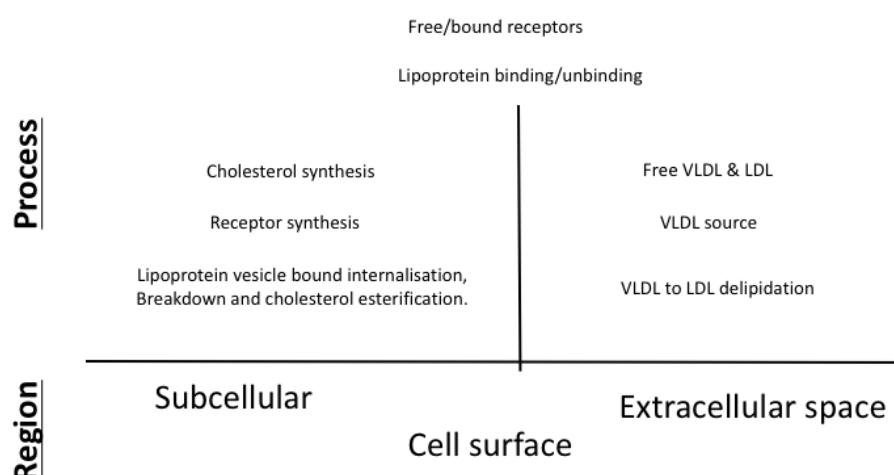 Free/bound receptors
Lipoprotein binding/unbinding
Process
Cholesterol synthesis
Free VLDL & LDL
Receptor synthesis
VLDL source
Lipoprotein vesicle bound internalisation,
Breakdown and cholesterol esterification.
VLDL to LDL delipidation
Region
Subcellular
Extracellular space
Cell surface